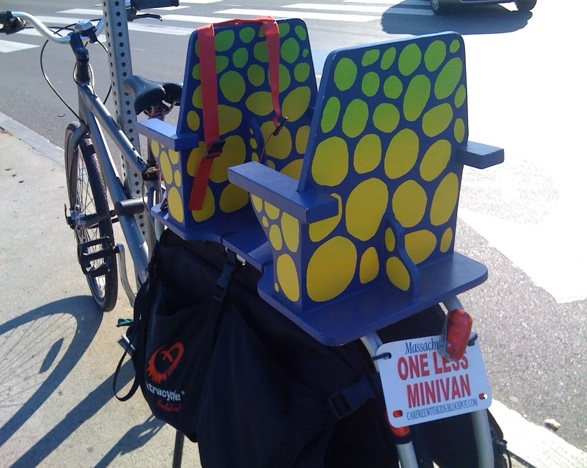 Massachu
ONE LESS
MINIVAN
CARFREEWITHKIDS.BLOGSPOT.COM
xtracycle